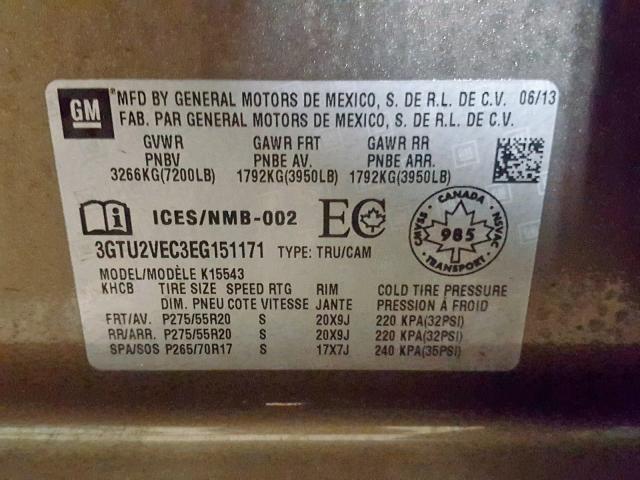 GM
®MFD BY GENERAL MOTORS DE MEXICO, S. DE R.L. DE C.V. 06/13
FAB. PAR GENERAL MOTORS DE MEXICO, S. DE R.L. DE C.V.
GVWR GAWR FRT GAWR RR
PNBV PNBE AV. PNBE ARR.
3266KG(7200LB) 1792KG(3950LB) 1792KG(3950LB)
ICES/NMB-002 EC
CANADA
CMVSS 985 NSVAC
TRANSPORT
3GTU2VEC3EG151171 TYPE: TRU/CAM
MODEL/MODÈLE K15543
KHCB TIRE SIZE SPEED RTG RIM COLD TIRE PRESSURE
DIM. PNEU COTE VITESSE JANTE PRESSION À FROID
FRT/AV. P275/55R20 S 20X9J 220 KPA(32PSI)
RR/ARR. P275/55R20 S 20X9J 220 KPA(32PSI)
SPA/SOS P265/70R17 S 17X7J 240 KPA(35PSI)